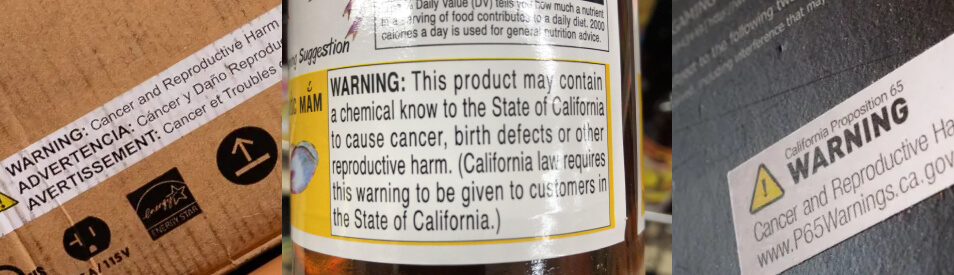 WARNING: Cancer and Reproductive Harm
ADVERTENCIA: Cáncer y Daño Reprodu
AVERTISSEMENT: Cancer et Troubles
ENERGY STAR
A/115V
% Daily Value (DV) tells you how much a nutrient
in a serving of food contributes to a daily diet. 2000
calories a day is used for general nutrition advice.
ng Suggestion
MÁM
WARNING: This product may contain
a chemical know to the State of California
to cause cancer, birth defects or other
reproductive harm. (California law requires
this warning to be given to customers in
the State of California.)
California Proposition 65
WARNING
Cancer and Reproductive Ha
www.P65Warnings.ca.gov